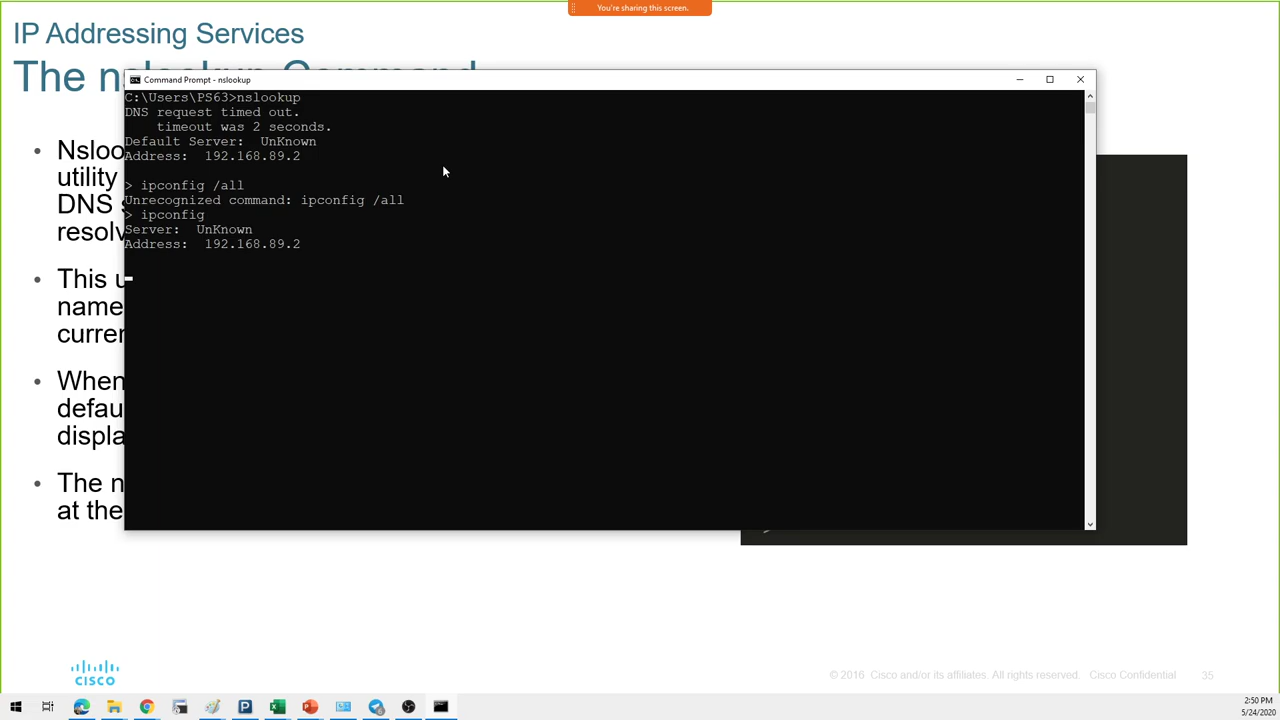 You're sharing this screen.
IP Addressing Services
The nslookup Command
Command Prompt - nslookup
C:\Users\PS63>nslookup
DNS request timed out.
timeout was 2 seconds.
Default Server: UnKnown
Address: 192.168.89.2
> ipconfig /all
Unrecognized command: ipconfig /all
> ipconfig
Server: UnKnown
Address: 192.168.89.2
Nsloo
utility
DNS
resolv
This u
name
curren
When
defau
displa
The n
at the
CISCO
© 2016 Cisco and/or its affiliates. All rights reserved. Cisco Confidential
35
2:50 PM
5/24/2020